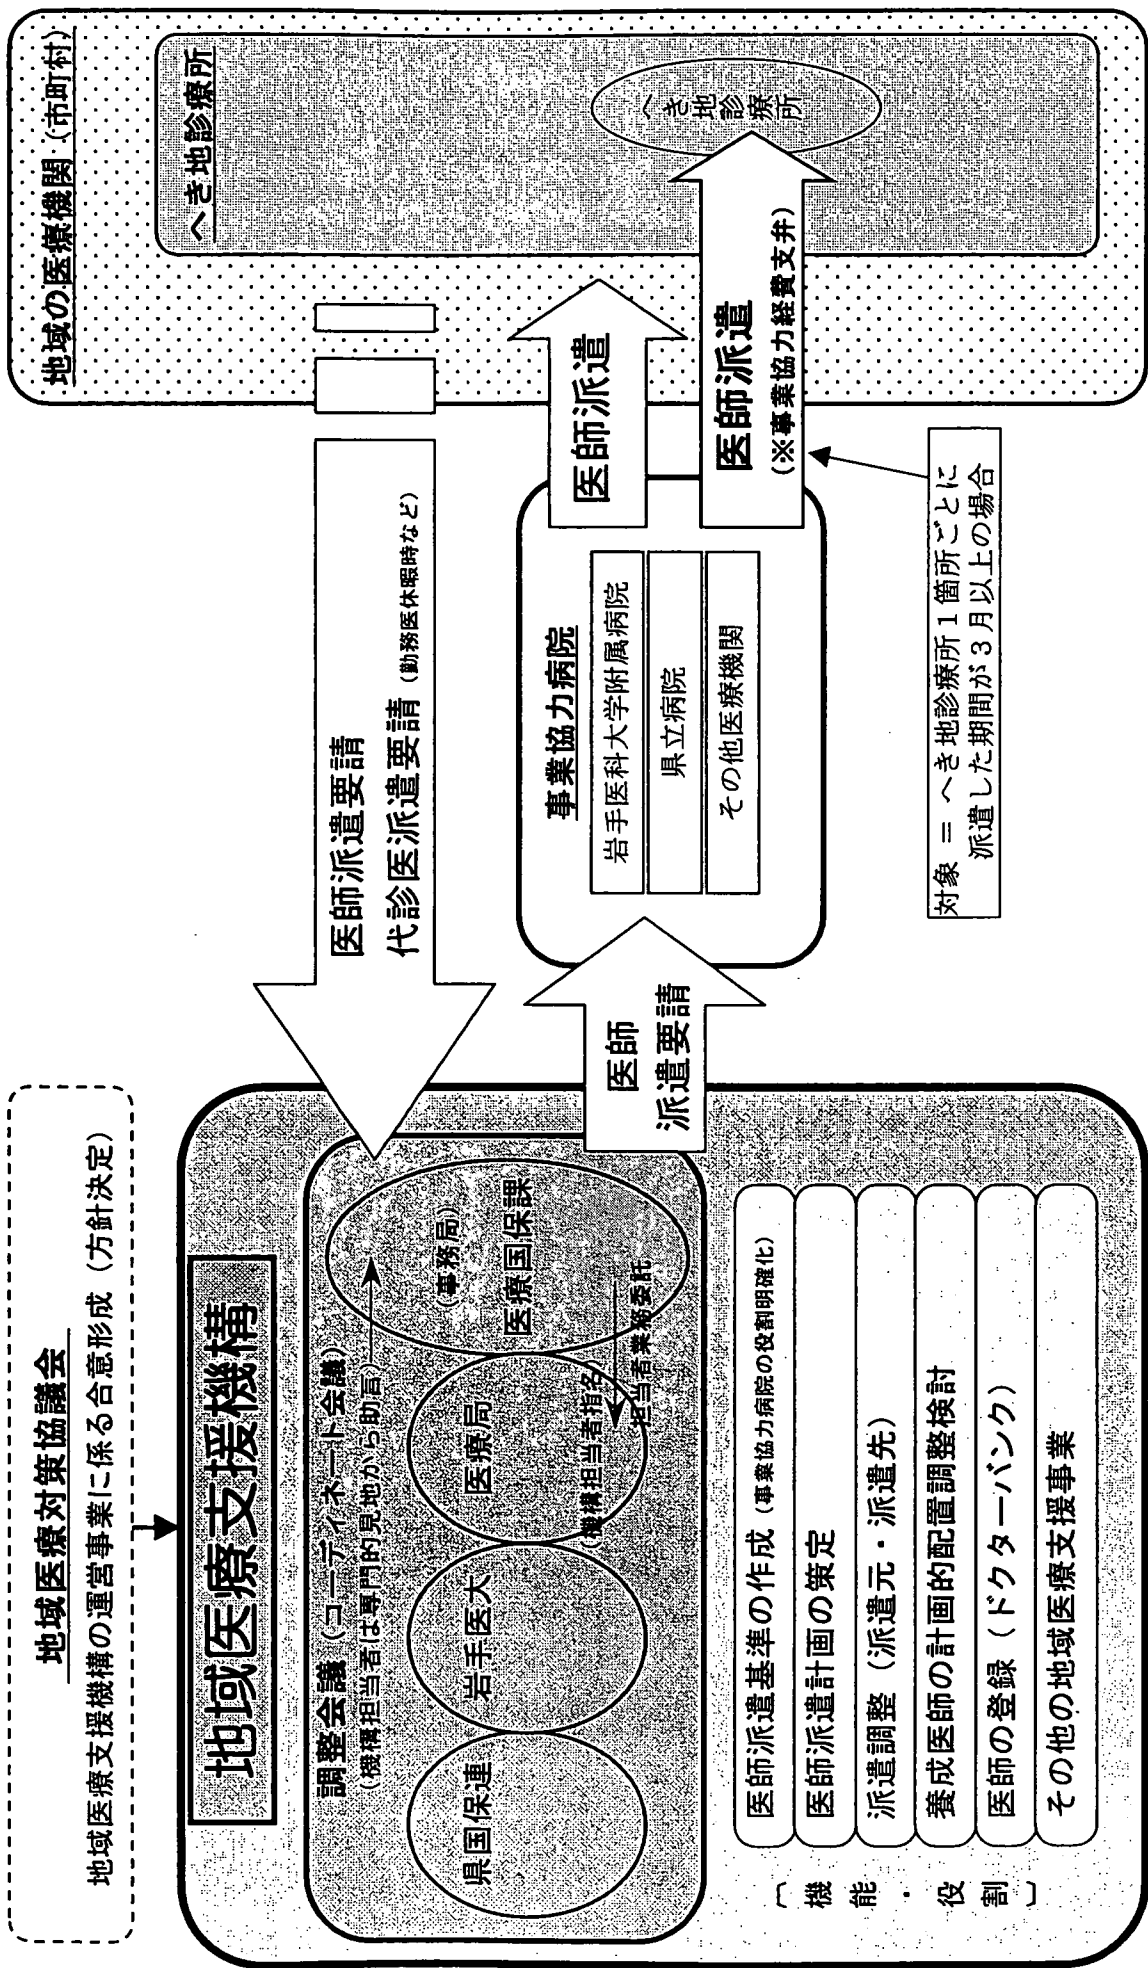 地域医療対策協議会
地域医療支援機構の運営事業に係る合意形成（方針決定）
地域医療支援機構
調整会議（コーディネート会議）
（機構担当者は専門的見地から助言）
県国保連
岩手医大
医療局
（事務局）
医療国保課
（機構担当者指名）
担当者業務委託
［機能・役割］
医師派遣基準の作成（事業協力病院の役割明確化）
医師派遣計画の策定
派遣調整（派遣元・派遣先）
養成医師の計画的配置調整検討
医師の登録（ドクターバンク）
その他の地域医療支援事業
医師派遣要請
代診医派遣要請（勤務医休暇時など）
医師
派遣要請
事業協力病院
岩手医科大学附属病院
県立病院
その他医療機関
医師派遣
医師派遣
（※事業協力経費支弁）
対象 ＝ へき地診療所１箇所ごとに
派遣した期間が３月以上の場合
地域の医療機関（市町村）
へき地診療所
へき地診療所